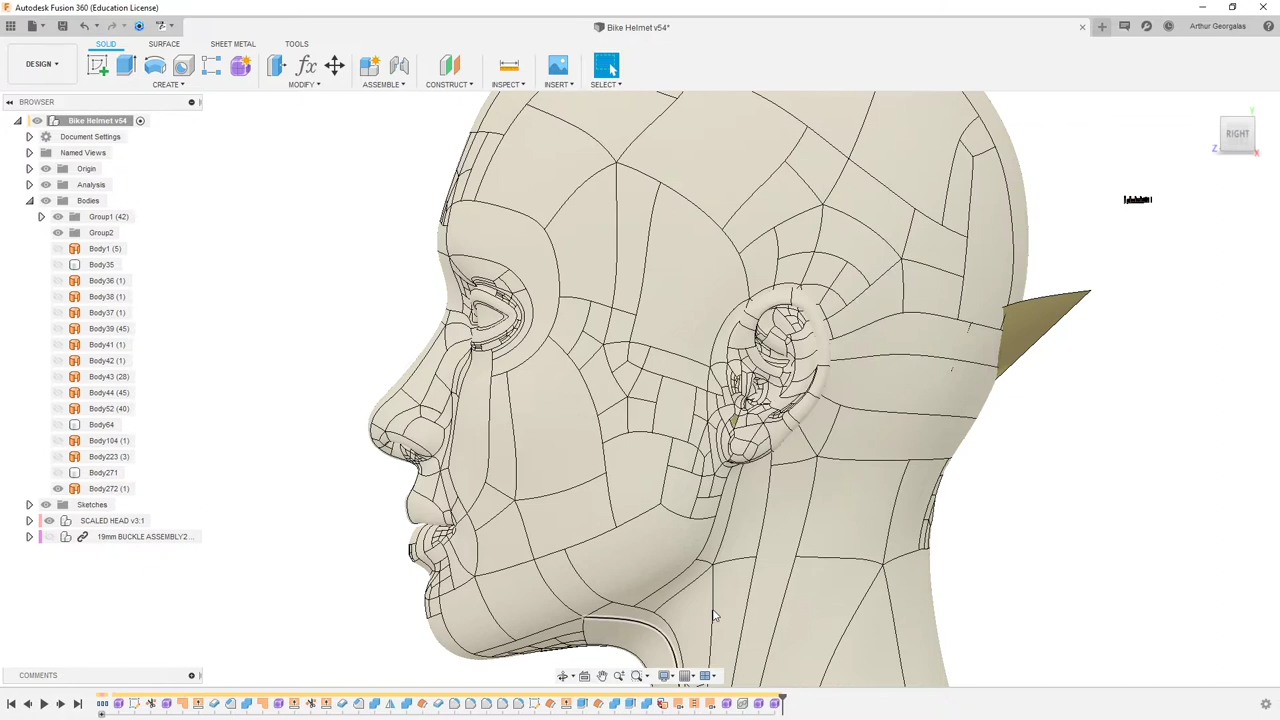 Autodesk Fusion 360 (Education License)
Bike Helmet v54*
Arthur Georgalas
DESIGN
SOLID SURFACE SHEET METAL TOOLS
CREATE MODIFY ASSEMBLE CONSTRUCT INSPECT INSERT SELECT
BROWSER
Bike Helmet v54
Document Settings
Named Views
Origin
Analysis
Bodies
Group1 (42)
Group2
Body1 (5)
Body35
Body36 (1)
Body38 (1)
Body37 (1)
Body39 (45)
Body41 (1)
Body42 (1)
Body43 (28)
Body44 (45)
Body52 (40)
Body64
Body104 (1)
Body223 (3)
Body271
Body272 (1)
Sketches
SCALED HEAD v3:1
19mm BUCKLE ASSEMBLY2...
Y
RIGHT
Z
X
COMMENTS